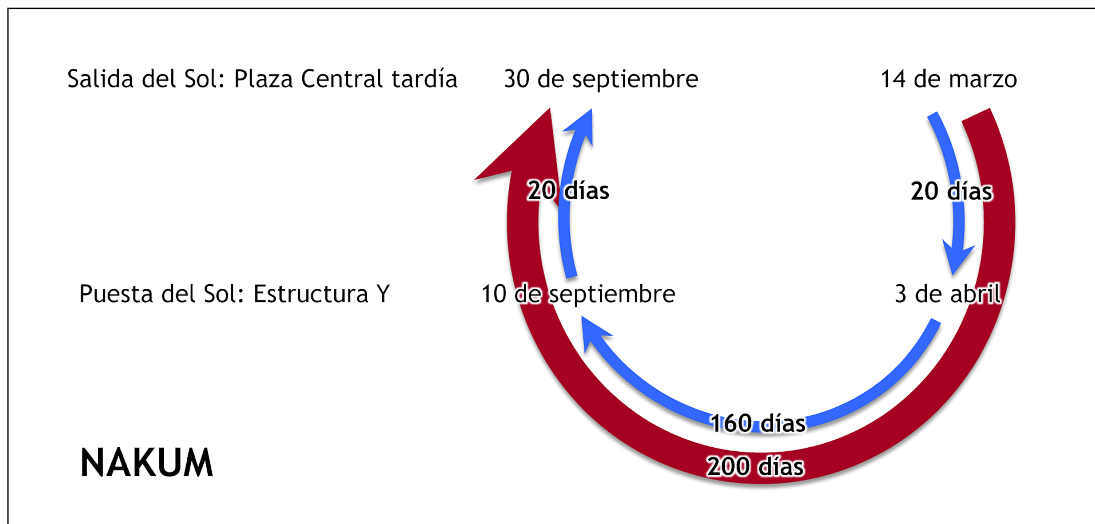 Salida del Sol: Plaza Central tardía 30 de septiembre 14 de marzo
20 días 20 días
Puesta del Sol: Estructura Y 10 de septiembre 3 de abril
160 días
NAKUM 200 días